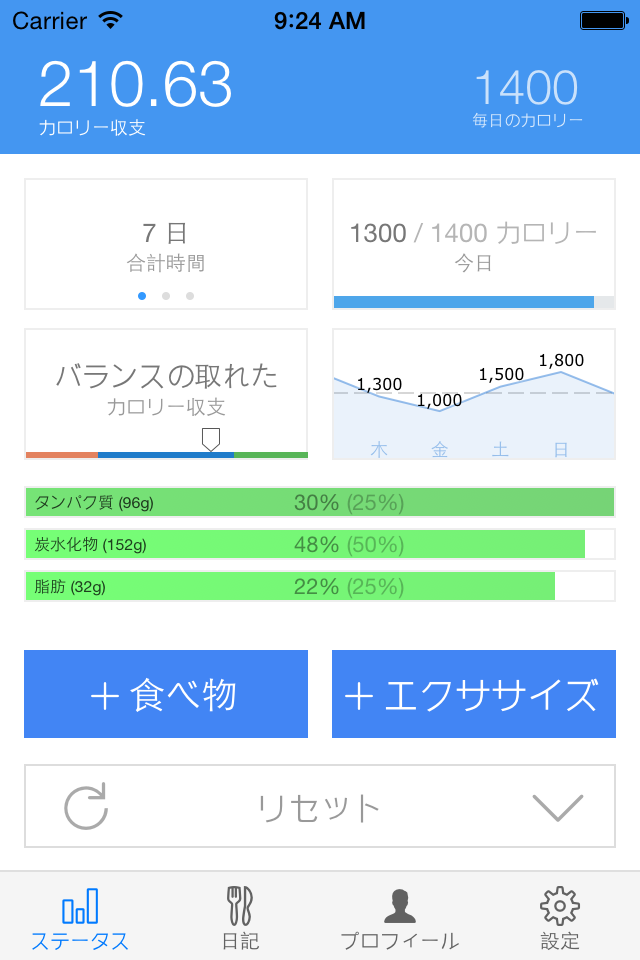 Carrier 9:24 AM
210.63 1400
カロリー収支 毎日のカロリー
7 日
合計時間
1300 / 1400 カロリー
今日
バランスの取れた
カロリー収支
1,300 1,000 1,500 1,800
木 金 土 日
タンパク質 (96g) 30% (25%)
炭水化物 (152g) 48% (50%)
脂肪 (32g) 22% (25%)
+ 食べ物 + エクササイズ
リセット
ステータス 日記 プロフィール 設定